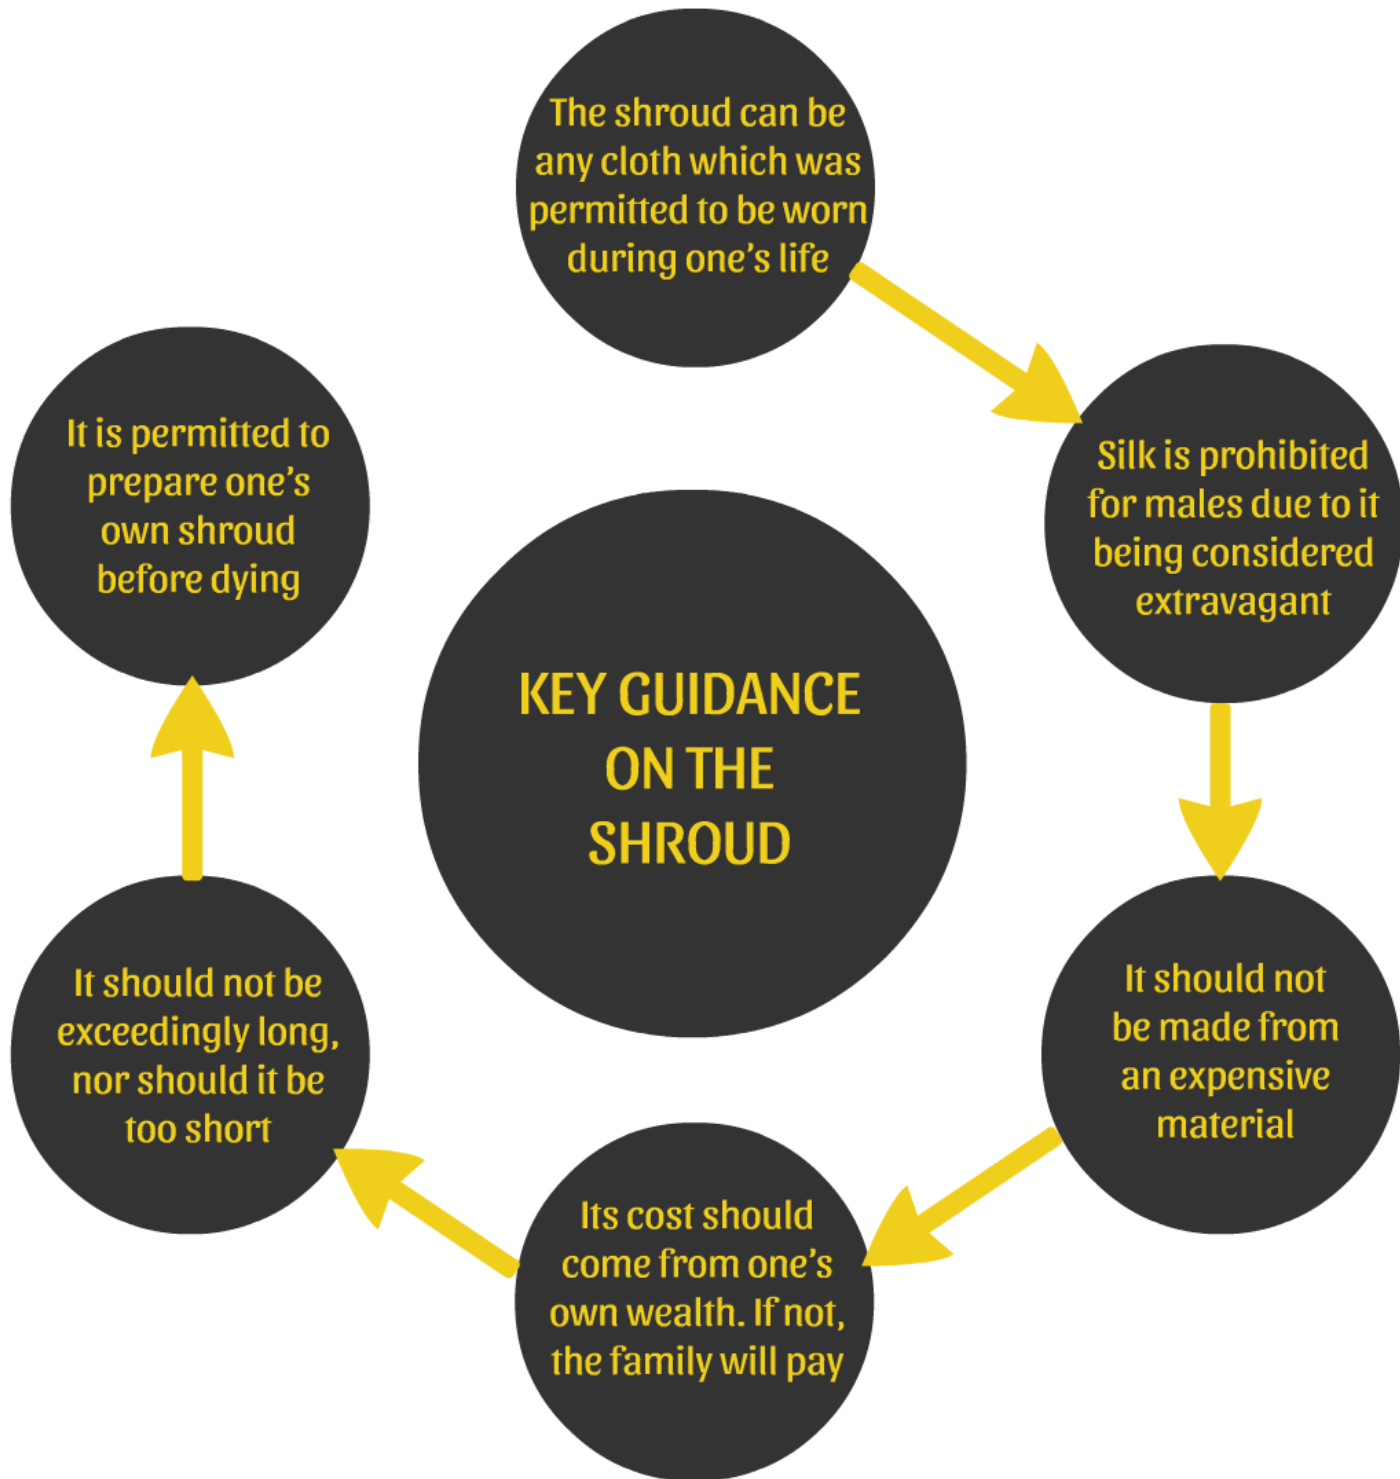 The shroud can be
any cloth which was
permitted to be worn
during one's life
Silk is prohibited
for males due to it
being considered
extravagant
It should not
be made from
an expensive
material
Its cost should
come from one's
own wealth. If not,
the family will pay
It should not be
exceedingly long,
nor should it be
too short
It is permitted to
prepare one's
own shroud
before dying
KEY GUIDANCE
ON THE
SHROUD